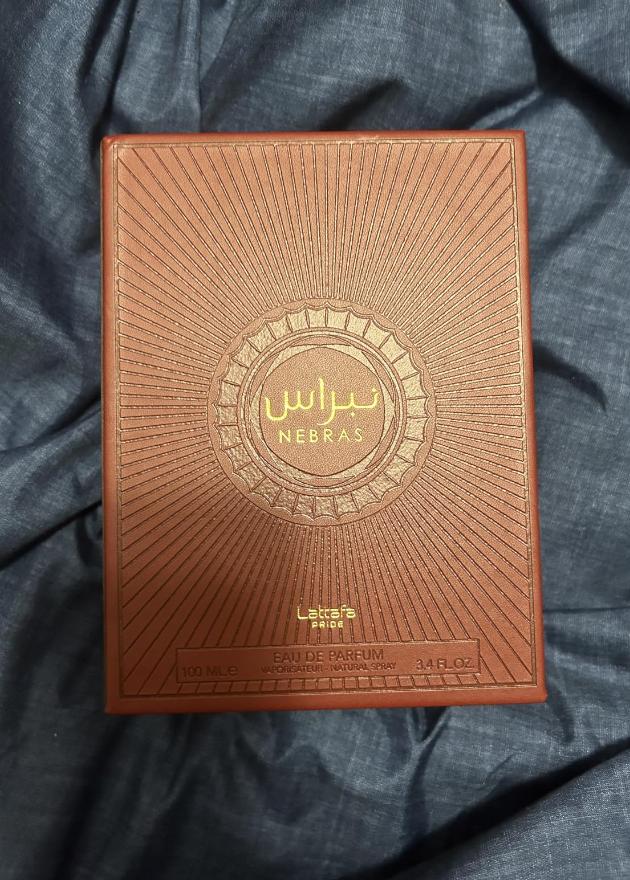 نبراس
NEBRAS
Lattafa
PRIDE
EAU DE PARFUM
100 ML.℮ VAPORISATEUR - NATURAL SPRAY 3.4 FL.OZ.